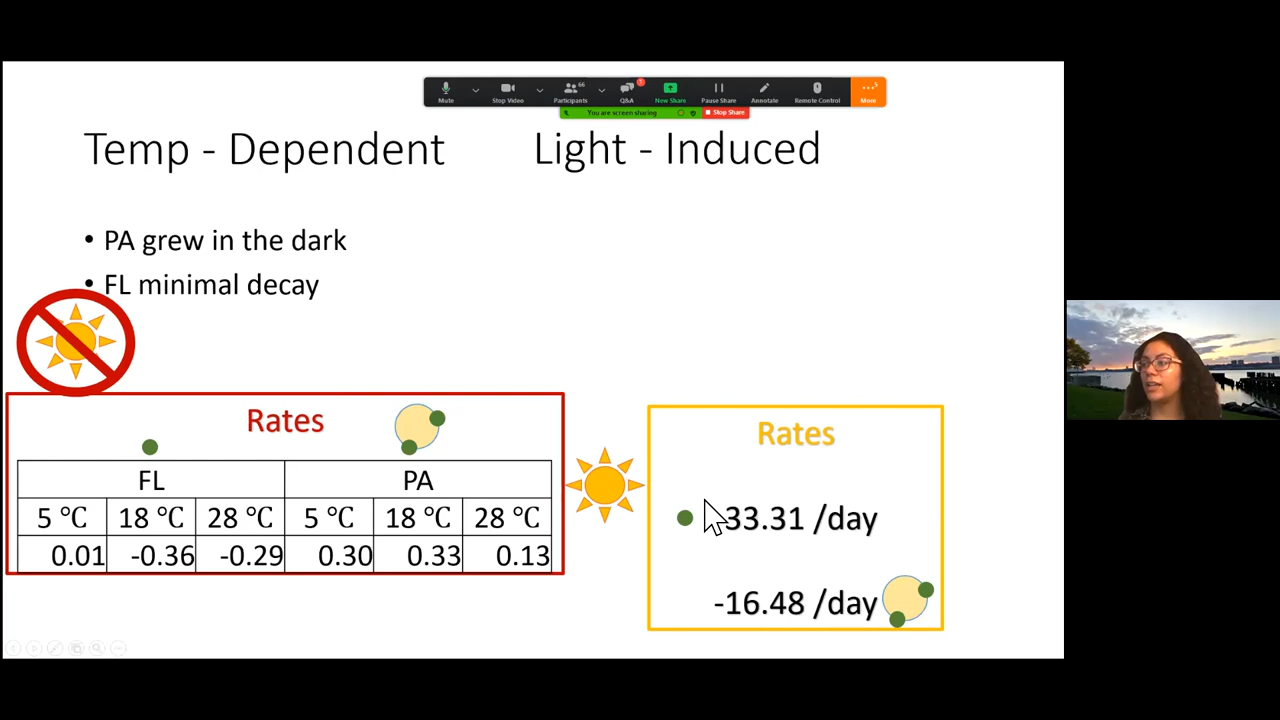 Mute
Stop Video
Participants
66
Q&A
1
New Share
Pause Share
Annotate
Remote Control
More
You are screen sharing
Stop Share
Temp - Dependent
Light - Induced
• PA grew in the dark
• FL minimal decay
Rates
FL PA
5 °C 18 °C 28 °C 5 °C 18 °C 28 °C
0.01 -0.36 -0.29 0.30 0.33 0.13
Rates
33.31 /day
-16.48 /day